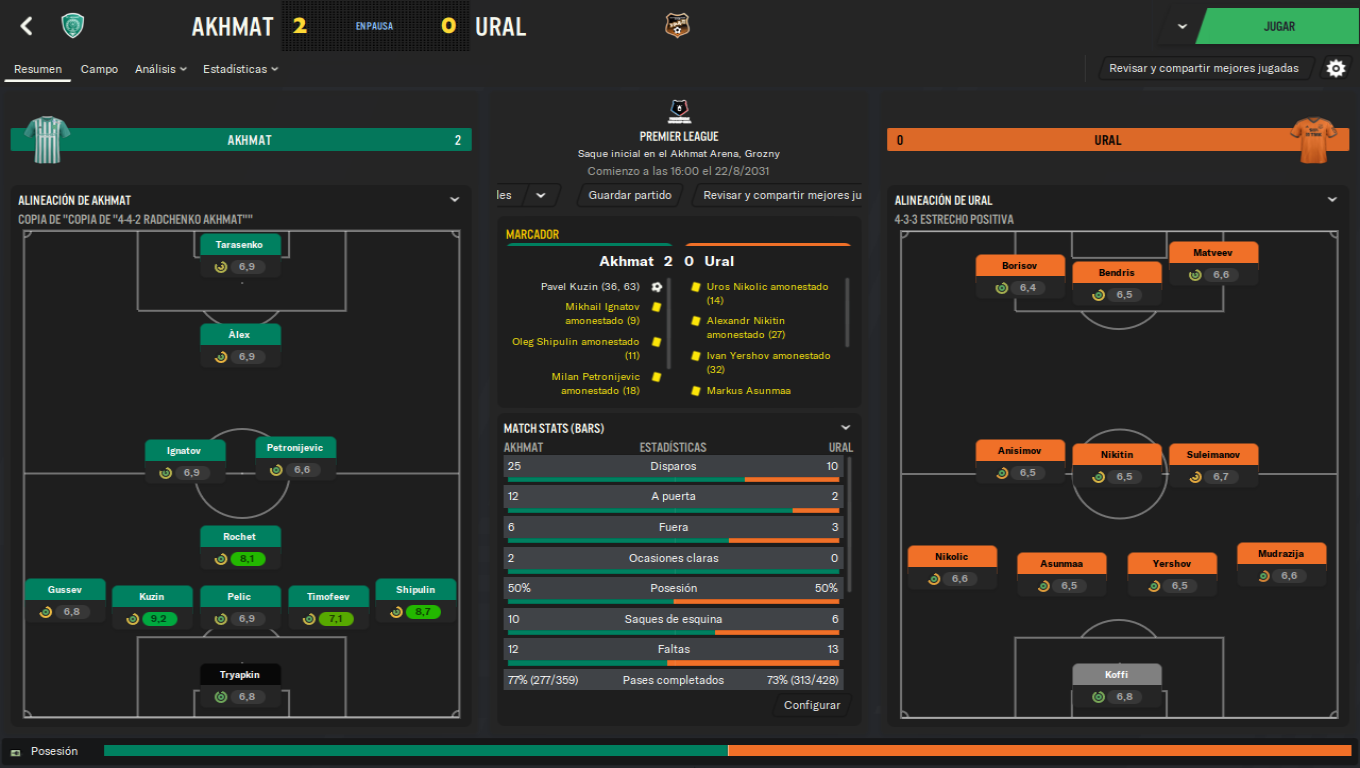 AKHMAT 2 EN PAUSA 0 URAL
JUGAR
Resumen Campo Análisis Estadísticas
Revisar y compartir mejores jugadas
AKHMAT 2
PREMIER LEAGUE
Saque inicial en el Akhmat Arena, Grozny
Comienzo a las 16:00 el 22/8/2031
les Guardar partido Revisar y compartir mejores ju
0 URAL
ALINEACIÓN DE AKHMAT
COPIA DE "COPIA DE "4-4-2 RADCHENKO AKHMAT""
Tarasenko
6,9
Àlex
6,9
Ignatov
6,9
Petronijevic
6,6
Rochet
8,1
Gussev
6,8
Kuzin
9,2
Pelic
6,9
Timofeev
7,1
Shipulin
8,7
Tryapkin
6,8
MARCADOR
Akhmat 2 0 Ural
Pavel Kuzin (36, 63)
Mikhail Ignatov
amonestado (9)
Oleg Shipulin amonestado
(11)
Milan Petronijevic
amonestado (18)
Uros Nikolic amonestado
(14)
Alexandr Nikitin
amonestado (27)
Ivan Yershov amonestado
(32)
Markus Asunmaa
MATCH STATS (BARS)
AKHMAT ESTADÍSTICAS URAL
25 Disparos 10
12 A puerta 2
6 Fuera 3
2 Ocasiones claras 0
50% Posesión 50%
10 Saques de esquina 6
12 Faltas 13
77% (277/359) Pases completados 73% (313/428)
Configurar
ALINEACIÓN DE URAL
4-3-3 ESTRECHO POSITIVA
Borisov
6,4
Bendris
6,5
Matveev
6,6
Anisimov
6,5
Nikitin
6,5
Suleimanov
6,7
Nikolic
6,6
Asunmaa
6,5
Yershov
6,5
Mudrazija
6,6
Koffi
6,8
Posesión